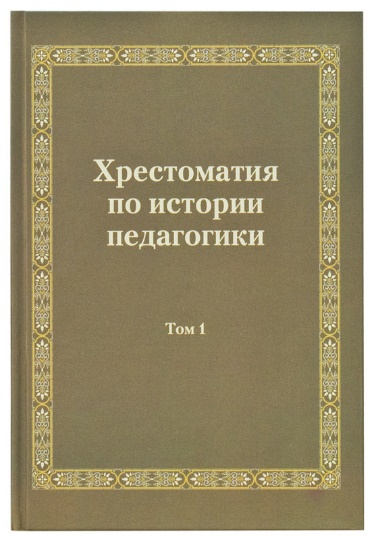 Хрестоматия
по истории
педагогики
Том 1